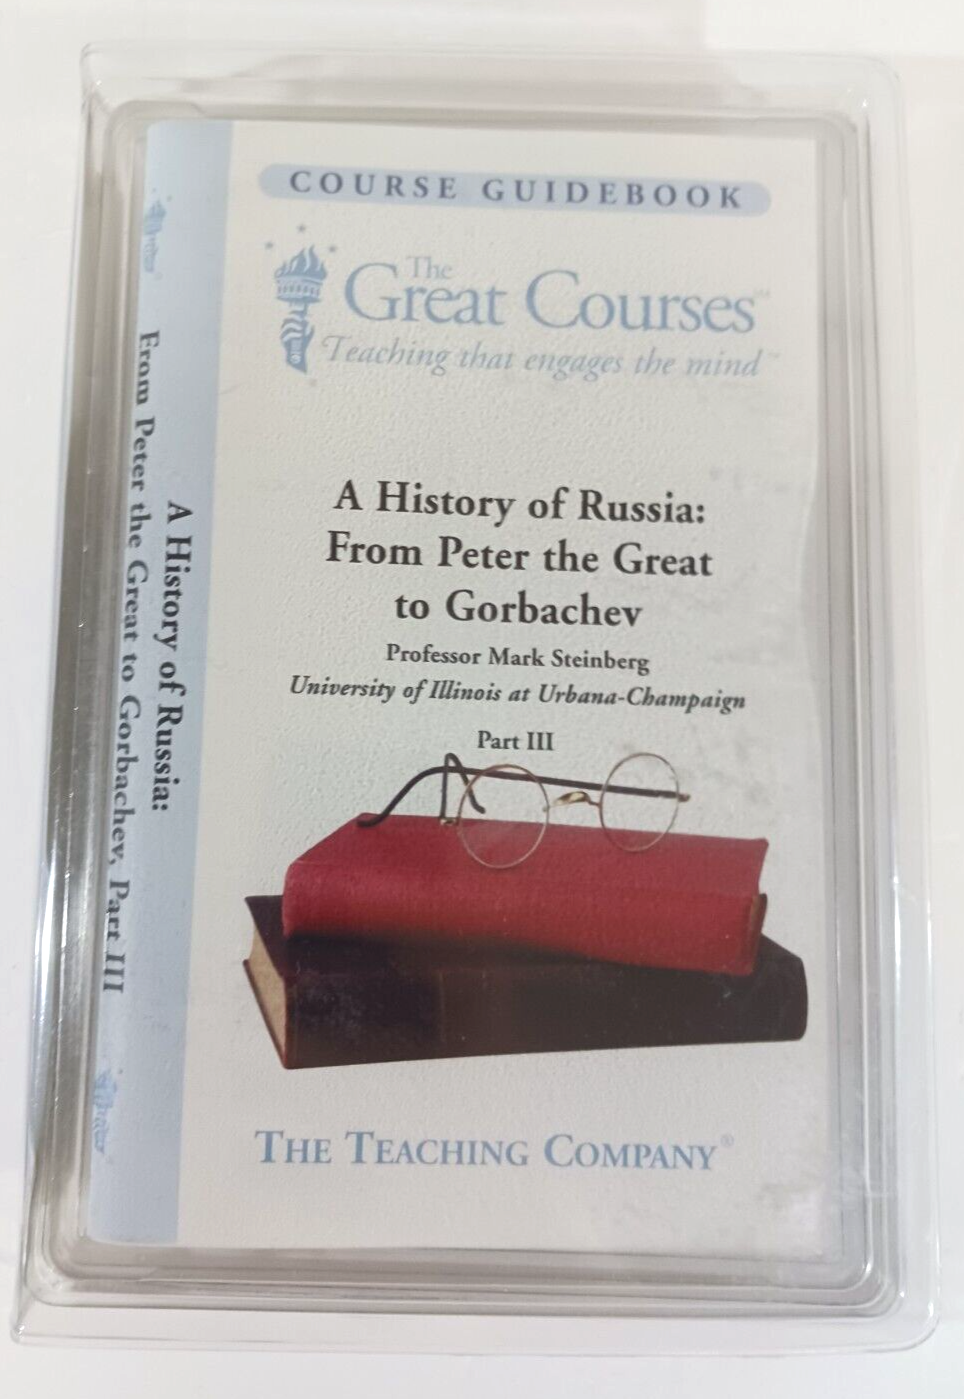 COURSE GUIDEBOOK
The
Great Courses™
Teaching that engages the mind™
A History of Russia:
From Peter the Great
to Gorbachev
Professor Mark Steinberg
University of Illinois at Urbana-Champaign
Part III
THE TEACHING COMPANY®
A History of Russia:
From Peter the Great to Gorbachev, Part III